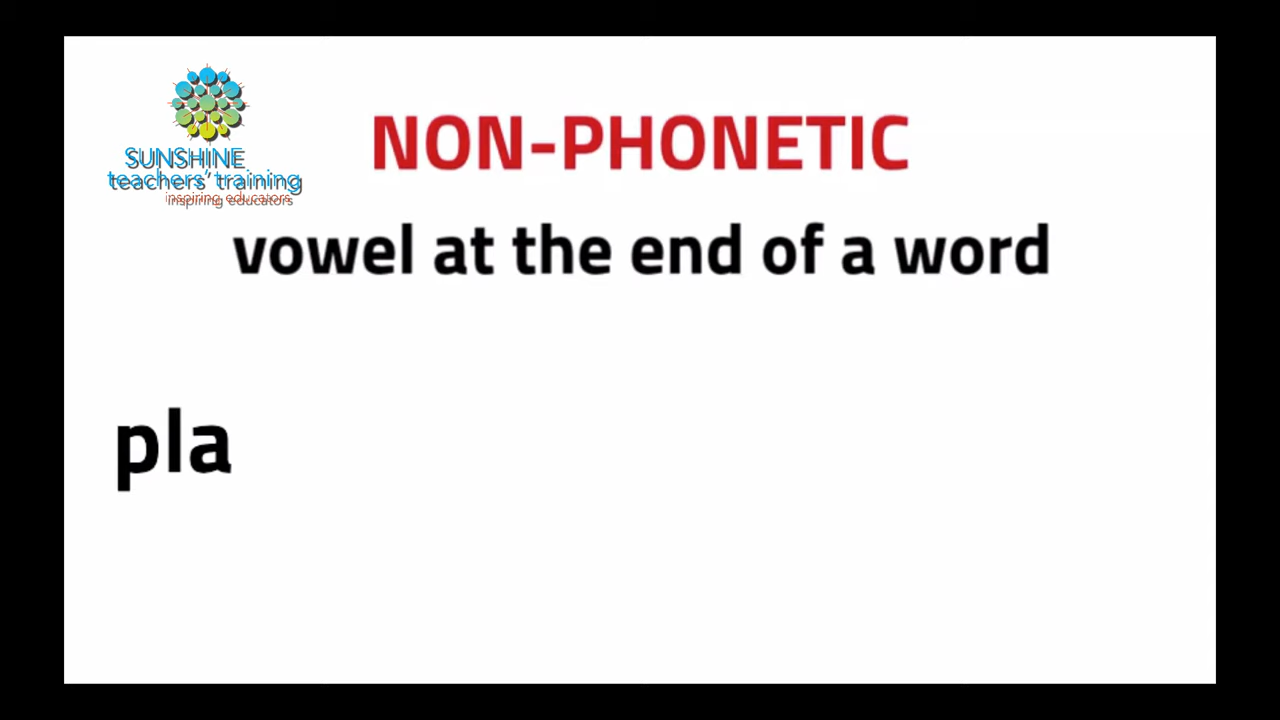 NON-PHONETIC
SUNSHINE
teachers' training
inspiring educators
vowel at the end of a word
pla